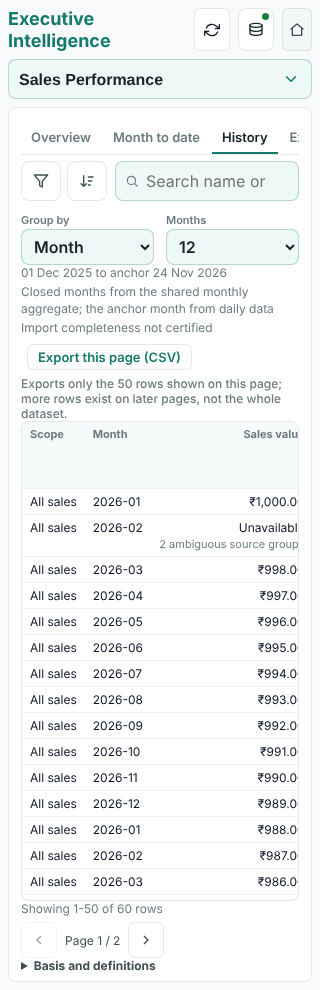 Executive
Intelligence
Sales Performance
Overview Month to date History
Search name or
Group by Months
Month 12
01 Dec 2025 to anchor 24 Nov 2026
Closed months from the shared monthly
aggregate; the anchor month from daily data
Import completeness not certified
Export this page (CSV)
Exports only the 50 rows shown on this page;
more rows exist on later pages, not the whole
dataset.
Scope Month Sales valu
All sales 2026-01 ₹1,000.0
All sales 2026-02 Unavailabl
2 ambiguous source group
All sales 2026-03 ₹998.0
All sales 2026-04 ₹997.0
All sales 2026-05 ₹996.0
All sales 2026-06 ₹995.0
All sales 2026-07 ₹994.0
All sales 2026-08 ₹993.0
All sales 2026-09 ₹992.0
All sales 2026-10 ₹991.0
All sales 2026-11 ₹990.0
All sales 2026-12 ₹989.0
All sales 2026-01 ₹988.0
All sales 2026-02 ₹987.0
All sales 2026-03 ₹986.0
Showing 1-50 of 60 rows
Page 1 / 2
Basis and definitions